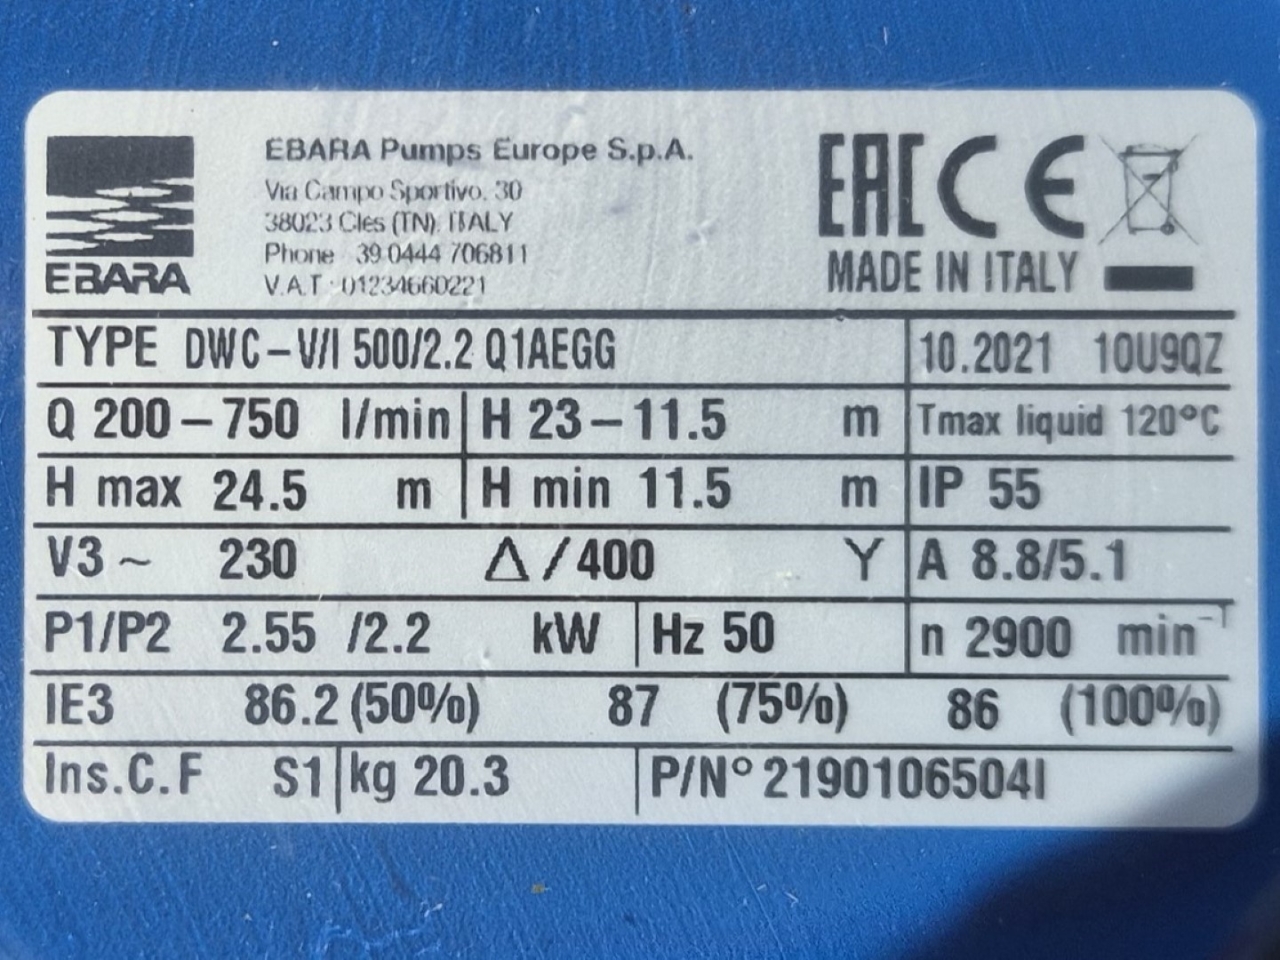 EBARA
EBARA Pumps Europe S.p.A.
Via Campo Sportivo, 30
38023 Cles (TN), ITALY
Phone 39 0444 706811
V.A.T 01234660221
EAC CE
MADE IN ITALY
TYPE DWC-V/I 500/2.2 Q1AEGG 10.2021 10U9QZ
Q 200-750 l/min H 23-11.5 m Tmax liquid 120°C
H max 24.5 m H min 11.5 m IP 55
V3~ 230 Δ/400 Y A 8.8/5.1
P1/P2 2.55 /2.2 kW Hz 50 n 2900 min⁻¹
IE3 86.2 (50%) 87 (75%) 86 (100%)
Ins.C.F S1 kg 20.3 P/N° 2190106504I